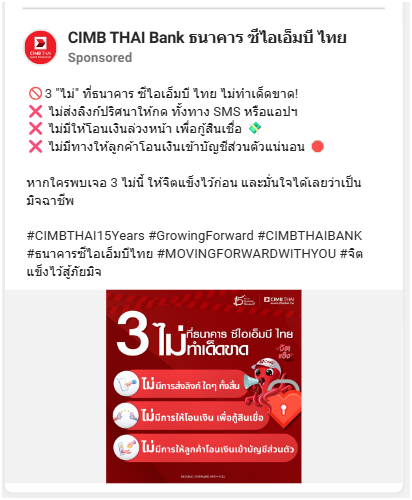 CIMB THAI Bank ธนาคาร ซีไอเอ็มบี ไทย
Sponsored
🚫 3 "ไม่" ที่ธนาคาร ซีไอเอ็มบี ไทย ไม่ทำเด็ดขาด!
❌ ไม่ส่งลิงก์ปริศนาให้กด ทั้งทาง SMS หรือแอปฯ
❌ ไม่มีให้โอนเงินล่วงหน้า เพื่อกู้สินเชื่อ 💸
❌ ไม่มีทางให้ลูกค้าโอนเงินเข้าบัญชีส่วนตัวแน่นอน 🛑
หากใครพบเจอ 3 ไม่นี้ ให้จิตแข็งไว้ก่อน และมั่นใจได้เลยว่าเป็น
มิจฉาชีพ
#CIMBTHAI15Years #GrowingForward #CIMBTHAIBANK
#ธนาคารซีไอเอ็มบีไทย #MOVINGFORWARDWITHYOU #จิต
แข็งไว้สู้ภัยมิจ
15
CIMB THAI
3 ไม่ ที่ธนาคาร ซีไอเอ็มบี ไทย
ทำเด็ดขาด
จิต
แข็ง
ไม่มีการส่งลิงก์ ใดๆ ทั้งสิ้น
ไม่มีการให้โอนเงิน เพื่อกู้สินเชื่อ
ไม่มีการให้ลูกค้าโอนเงินเข้าบัญชีส่วนตัว
MOVING FORWARD WITH YOU